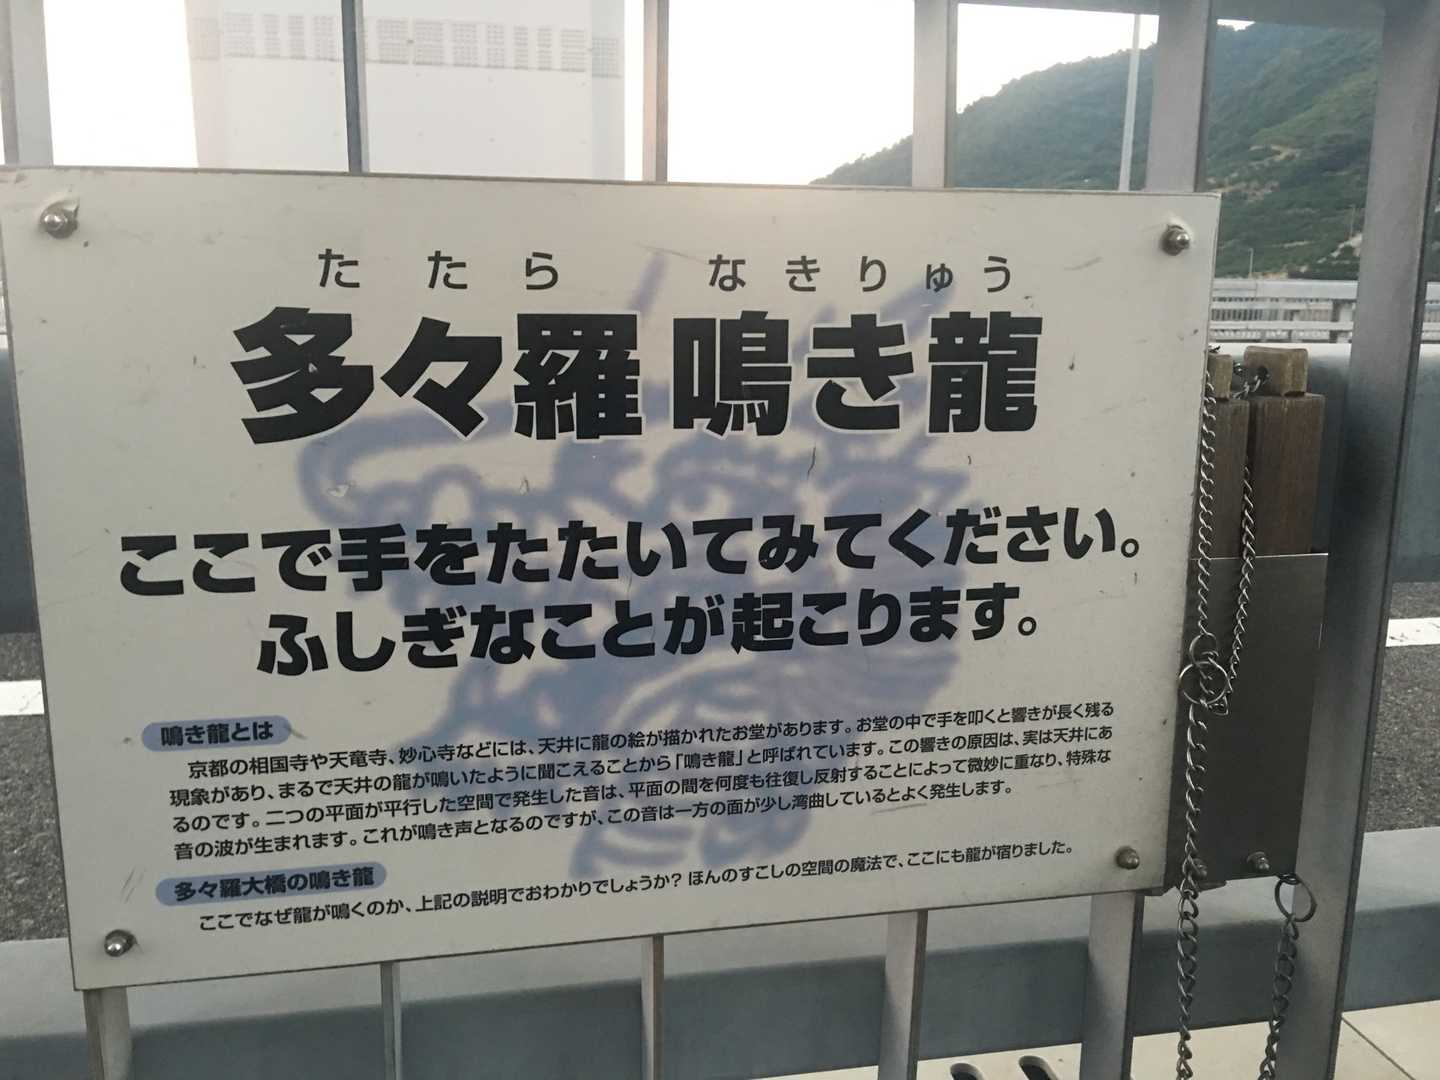 たたら なきりゅう
多々羅 鳴き龍
ここで手をたたいてみてください。
ふしぎなことが起こります。
鳴き龍とは
京都の相国寺や天竜寺、妙心寺などには、天井に龍の絵が描かれたお堂があります。お堂の中で手を叩くと響きが長く残る
現象があり、まるで天井の龍が鳴いたように聞こえることから「鳴き龍」と呼ばれています。この響きの原因は、実は天井にあ
るのです。二つの平面が平行した空間で発生した音は、平面の間を何度も往復し反射することによって微妙に重なり、特殊な
音の波が生まれます。これが鳴き声となるのですが、この音は一方の面が少し湾曲しているとよく発生します。
多々羅大橋の鳴き龍
ここでなぜ龍が鳴くのか、上記の説明でおわかりでしょうか？ほんのすこしの空間の魔法で、ここにも龍が宿りました。